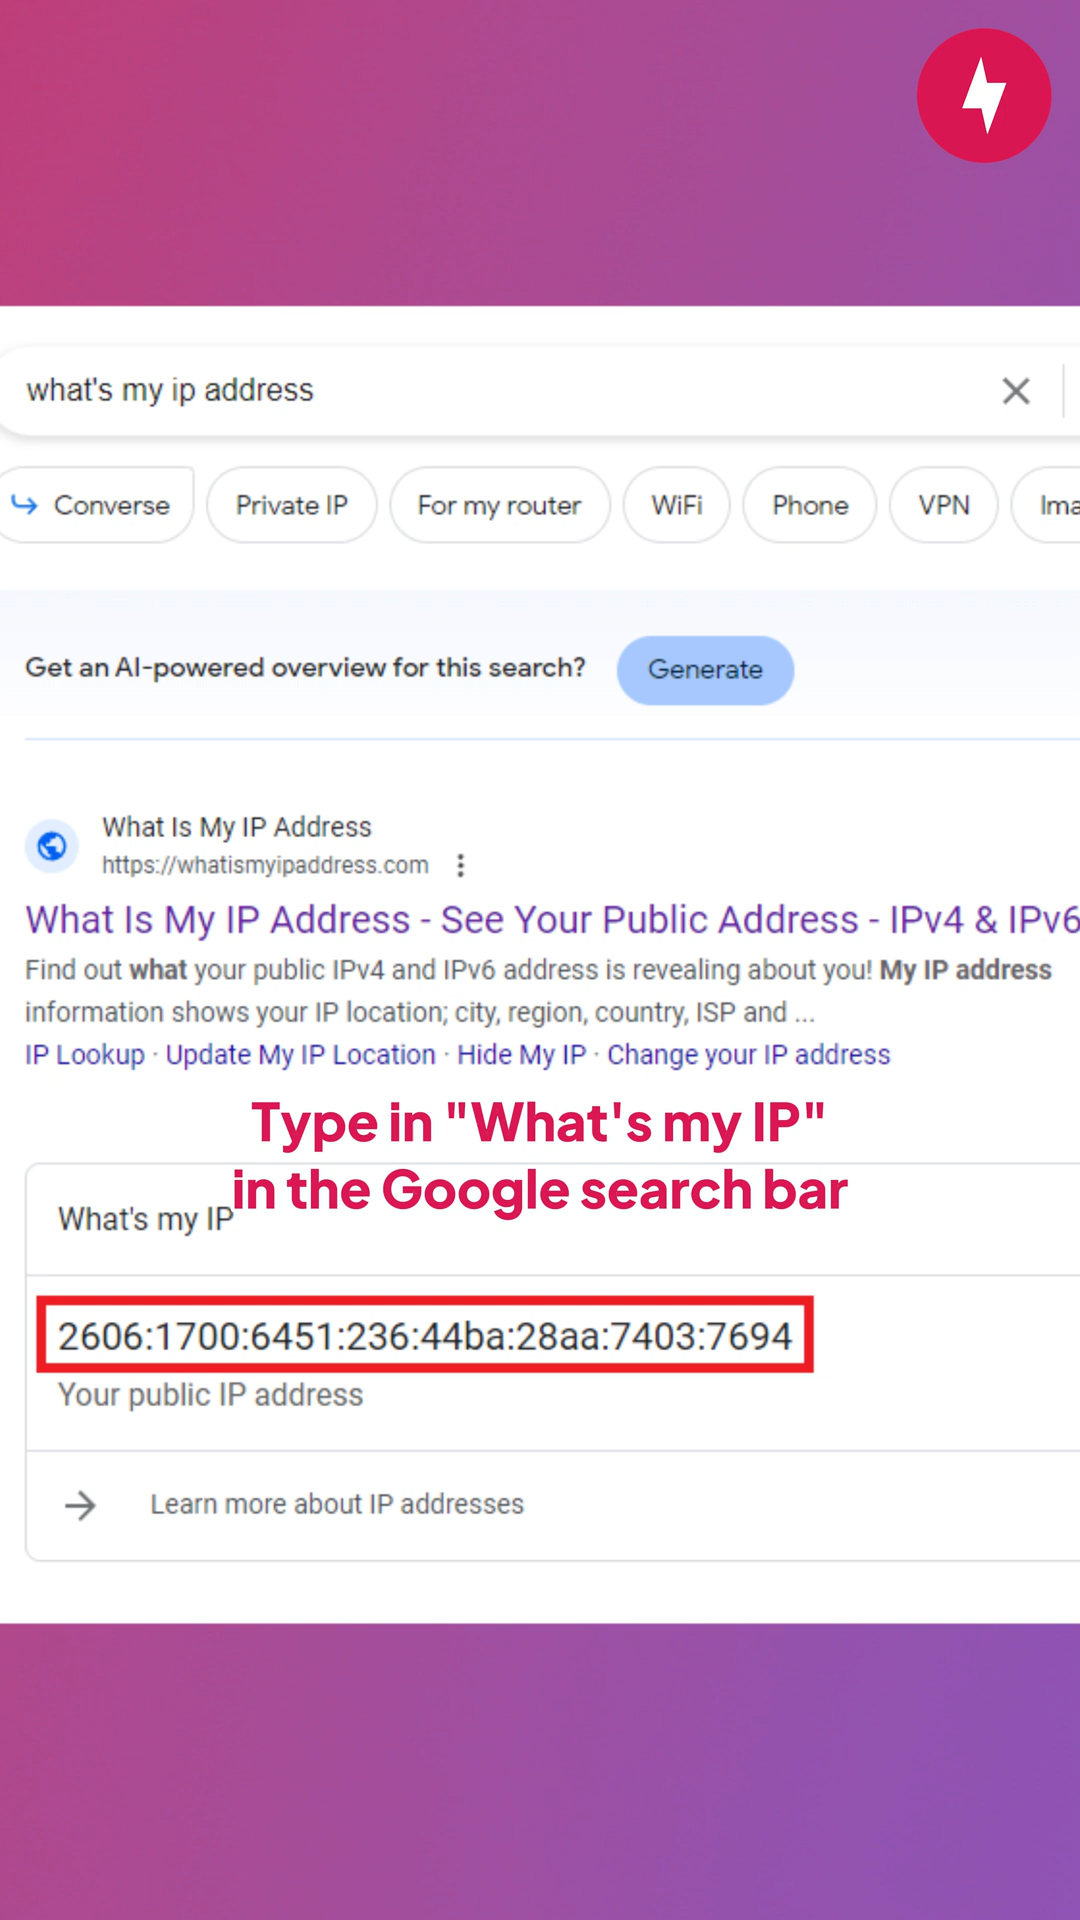 what's my ip address
Converse
Private IP
For my router
WiFi
Phone
VPN
Get an AI-powered overview for this search?
Generate
What Is My IP Address
https://whatismyipaddress.com
What Is My IP Address - See Your Public Address - IPv4 & IPv6
Find out what your public IPv4 and IPv6 address is revealing about you! My IP address
information shows your IP location; city, region, country, ISP and ...
IP Lookup · Update My IP Location · Hide My IP · Change your IP address
Type in "What's my IP"
in the Google search bar
What's my IP
2606:1700:6451:236:44ba:28aa:7403:7694
Your public IP address
Learn more about IP addresses